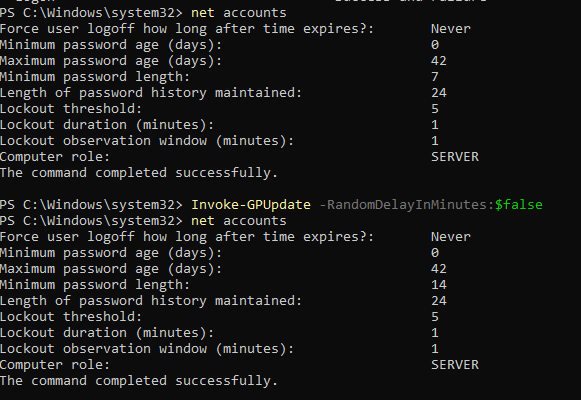 PS C:\Windows\system32> net accounts
Force user logoff how long after time expires?: Never
Minimum password age (days): 0
Maximum password age (days): 42
Minimum password length: 7
Length of password history maintained: 24
Lockout threshold: 5
Lockout duration (minutes): 1
Lockout observation window (minutes): 1
Computer role: SERVER
The command completed successfully.
PS C:\Windows\system32> Invoke-GPUpdate -RandomDelayInMinutes:$false
PS C:\Windows\system32> net accounts
Force user logoff how long after time expires?: Never
Minimum password age (days): 0
Maximum password age (days): 42
Minimum password length: 14
Length of password history maintained: 24
Lockout threshold: 5
Lockout duration (minutes): 1
Lockout observation window (minutes): 1
Computer role: SERVER
The command completed successfully.